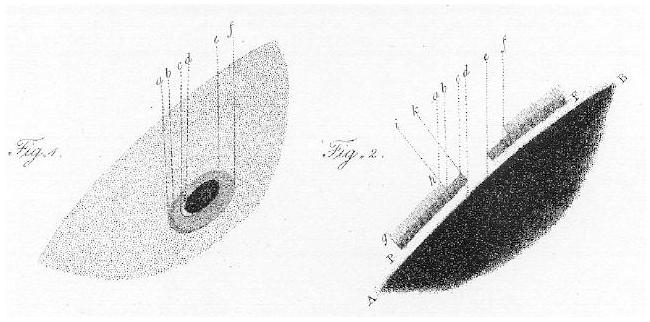 a b c d e f
Fig. 1.
i k a b c d e f
Fig. 2.
h
g
P
F
B
A